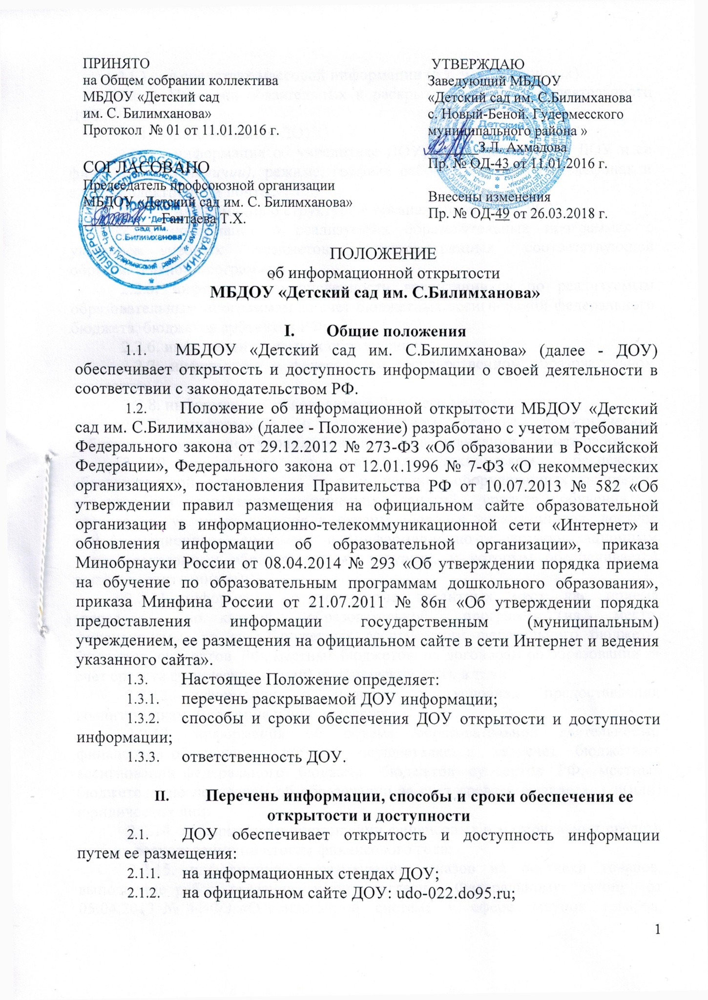 ПРИНЯТО
на Общем собрании коллектива
МБДОУ «Детский сад
им. С. Билимханова»
Протокол № 01 от 11.01.2016 г.
СОГЛАСОВАНО
Председатель профсоюзной организации
МБДОУ «Детский сад им. С. Билимханова»
Гантаева Т.Х.
УТВЕРЖДАЮ
Заведующий МБДОУ
«Детский сад им. С.Билимханова
с. Новый-Беной. Гудермесского
муниципального района »
З.Л. Ахмадова
Пр. № ОД-43 от 11.01.2016 г.
Внесены изменения
Пр. № ОД-49 от 26.03.2018 г.
Профком
МБДОУ "Детский
сад им.
С.Билимханова"
Гудермесский район
Детский
сад им.
ПОЛОЖЕНИЕ
об информационной открытости
МБДОУ «Детский сад им. С.Билимханова»
I. Общие положения
1.1. МБДОУ «Детский сад им. С.Билимханова» (далее - ДОУ)
обеспечивает открытость и доступность информации о своей деятельности в
соответствии с законодательством РФ.
1.2. Положение об информационной открытости МБДОУ «Детский
сад им. С.Билимханова» (далее - Положение) разработано с учетом требований
Федерального закона от 29.12.2012 № 273-ФЗ «Об образовании в Российской
Федерации», Федерального закона от 12.01.1996 № 7-ФЗ «О некоммерческих
организациях», постановления Правительства РФ от 10.07.2013 № 582 «Об
утверждении правил размещения на официальном сайте образовательной
организации в информационно-телекоммуникационной сети «Интернет» и
обновления информации об образовательной организации», приказа
Минобрнауки России от 08.04.2014 № 293 «Об утверждении порядка приема
на обучение по образовательным программам дошкольного образования»,
приказа Минфина России от 21.07.2011 № 86н «Об утверждении порядка
предоставления информации государственным (муниципальным)
учреждением, ее размещения на официальном сайте в сети Интернет и ведения
указанного сайта».
1.3. Настоящее Положение определяет:
1.3.1. перечень раскрываемой ДОУ информации;
1.3.2. способы и сроки обеспечения ДОУ открытости и доступности
информации;
1.3.3. ответственность ДОУ.
II. Перечень информации, способы и сроки обеспечения ее
открытости и доступности
2.1. ДОУ обеспечивает открытость и доступность информации
путем ее размещения:
2.1.1. на информационных стендах ДОУ;
2.1.2. на официальном сайте ДОУ: udo-022.do95.ru;
1